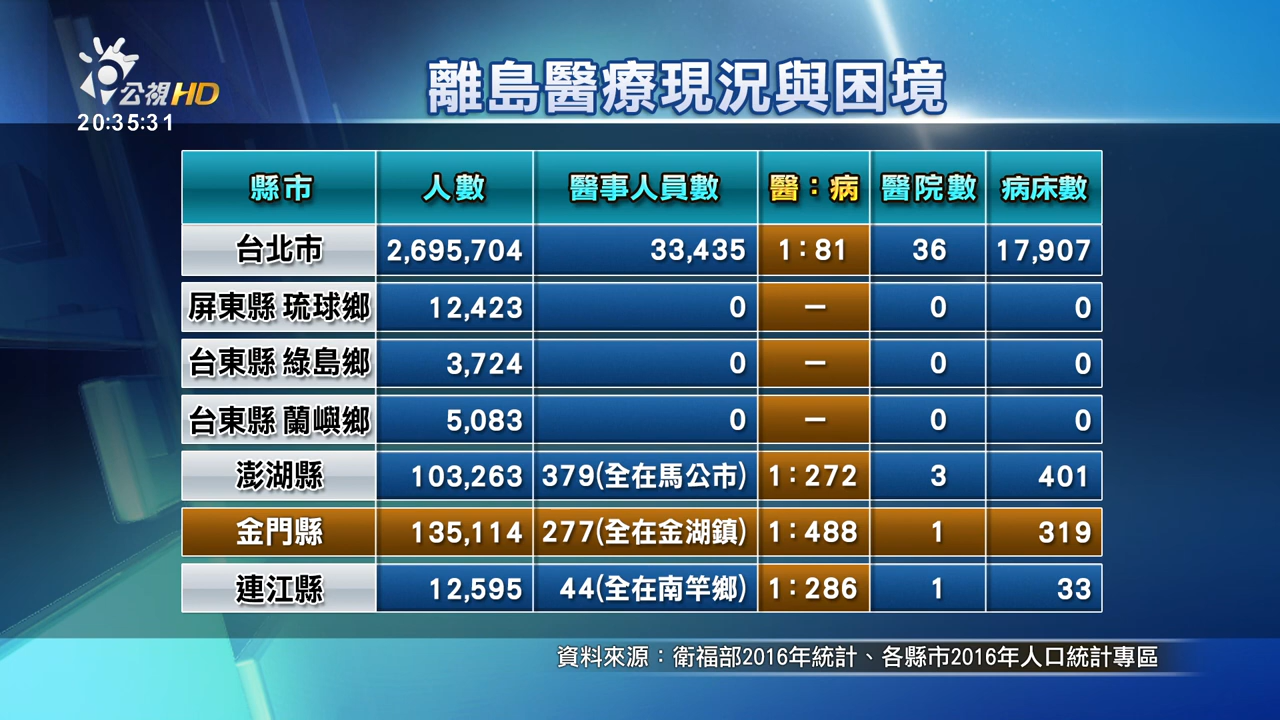 公視HD
20:35:31
離島醫療現況與困境
縣市 人數 醫事人員數 醫：病 醫院數 病床數
台北市 2,695,704 33,435 1：81 36 17,907
屏東縣 琉球鄉 12,423 0 － 0 0
台東縣 綠島鄉 3,724 0 － 0 0
台東縣 蘭嶼鄉 5,083 0 － 0 0
澎湖縣 103,263 379(全在馬公市) 1：272 3 401
金門縣 135,114 277(全在金湖鎮) 1：488 1 319
連江縣 12,595 44(全在南竿鄉) 1：286 1 33
資料來源：衛福部2016年統計、各縣市2016年人口統計專區